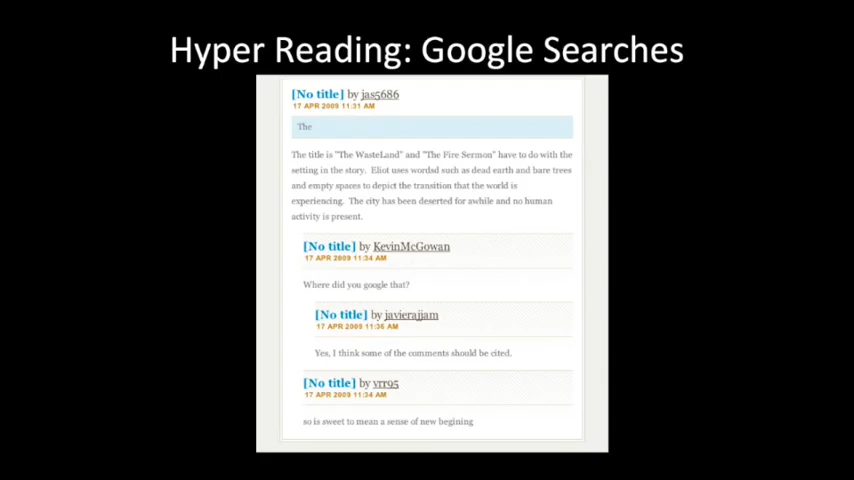 Hyper Reading: Google Searches
[No title] by jas5686
17 APR 2009 11:31 AM
The
The title is "The WasteLand" and "The Fire Sermon" have to do with the
setting in the story. Eliot uses wordsd such as dead earth and bare trees
and empty spaces to depict the transition that the world is
experiencing. The city has been deserted for awhile and no human
activity is present.
[No title] by KevinMcGowan
17 APR 2009 11:34 AM
Where did you google that?
[No title] by javierajjam
17 APR 2009 11:36 AM
Yes, I think some of the comments should be cited.
[No title] by vrr95
17 APR 2009 11:34 AM
so is sweet to mean a sense of new begining